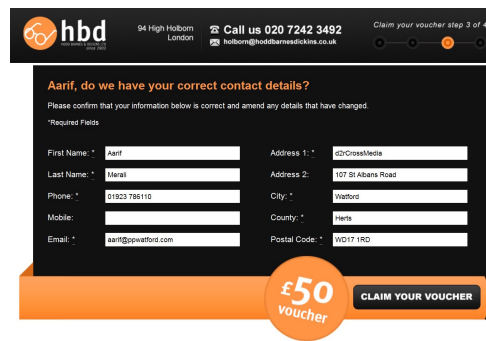 hbd
HODD BARNES & DICKINS LTD
since 1902
94 High Holborn
London
Call us 020 7242 3492
holborn@hoddbarnesdickins.co.uk
Claim your voucher step 3 of 4
Aarif, do we have your correct contact details?
Please confirm that your information below is correct and amend any details that have changed.
*Required Fields
First Name: * Aarif
Address 1: * d2rCrossMedia
Last Name: * Merali
Address 2: 107 St Albans Road
Phone: * 01923 786110
City: * Watford
Mobile:
County: * Herts
Email: * aarif@ppwatford.com
Postal Code: * WD17 1RD
£50
voucher
CLAIM YOUR VOUCHER